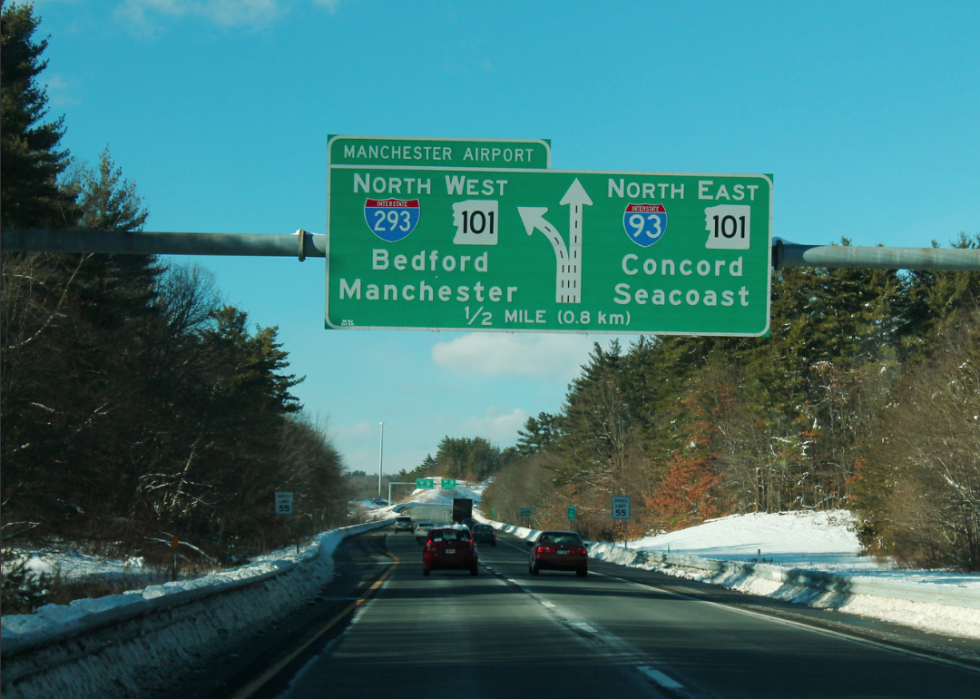 MANCHESTER AIRPORT
NORTH WEST
INTERSTATE
293
101
Bedford
Manchester
NORTH EAST
INTERSTATE
93
101
Concord
Seacoast
1/2 MILE (0.8 km)
SPEED
LIMIT
55
SPEED
LIMIT
55